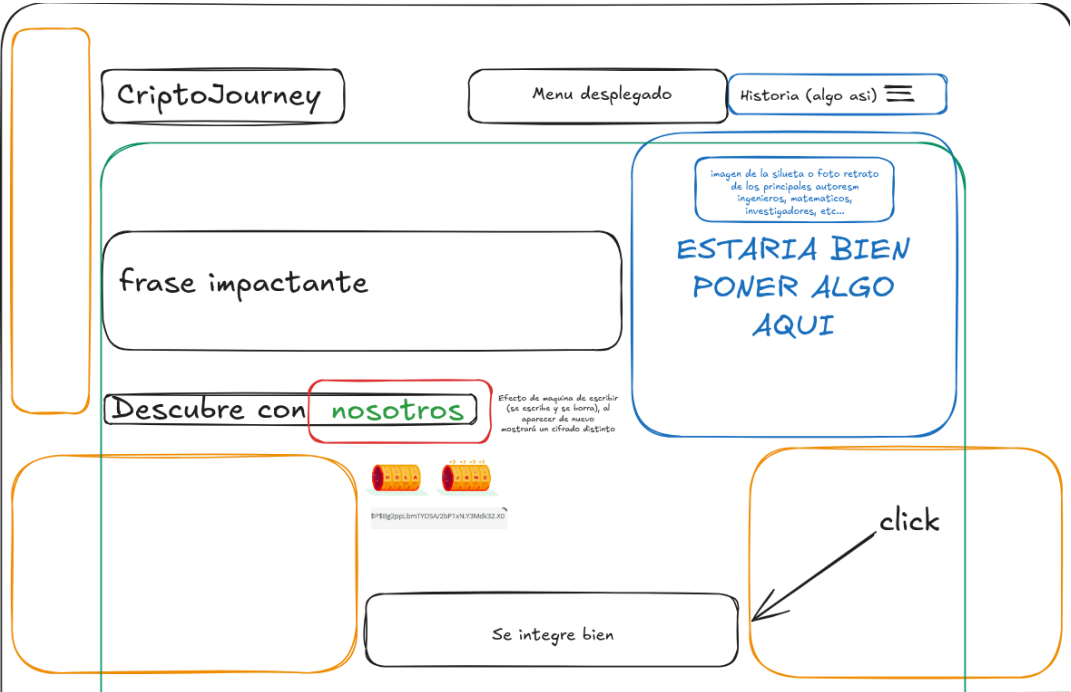 CriptoJourney
Menu desplegado
Historia (algo asi)
imagen de la silueta o foto retrato
de los principales autoresm
ingenieros, matematicos,
investigadores, etc...
ESTARIA BIEN
PONER ALGO
AQUI
frase impactante
Descubre con nosotros
Efecto de maquina de escribir
(se escribe y se borra), al
aparecer de nuevo
mostrará un cifrado distinto
click
Se integre bien